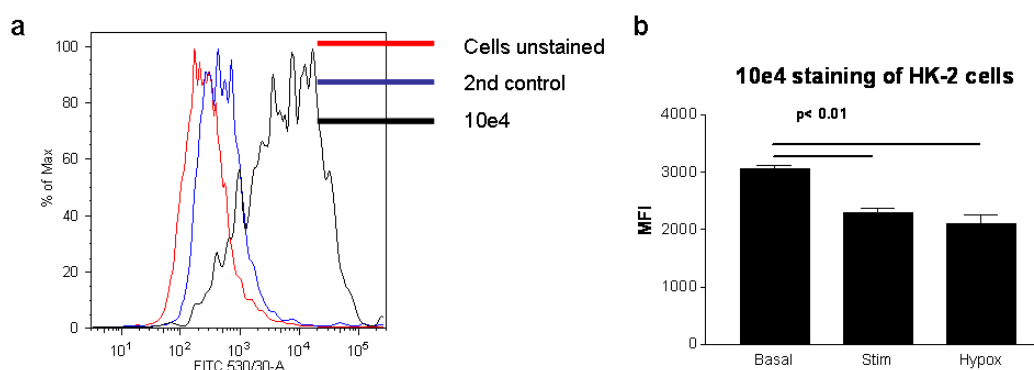 a
100
80
60
40
20
0
% of Max
10¹ 10² 10³ 10⁴ 10⁵
FITC 530/30-A
Cells unstained
2nd control
10e4
b
10e4 staining of HK-2 cells
p< 0.01
4000
3000
2000
1000
0
MFI
Basal Stim Hypox